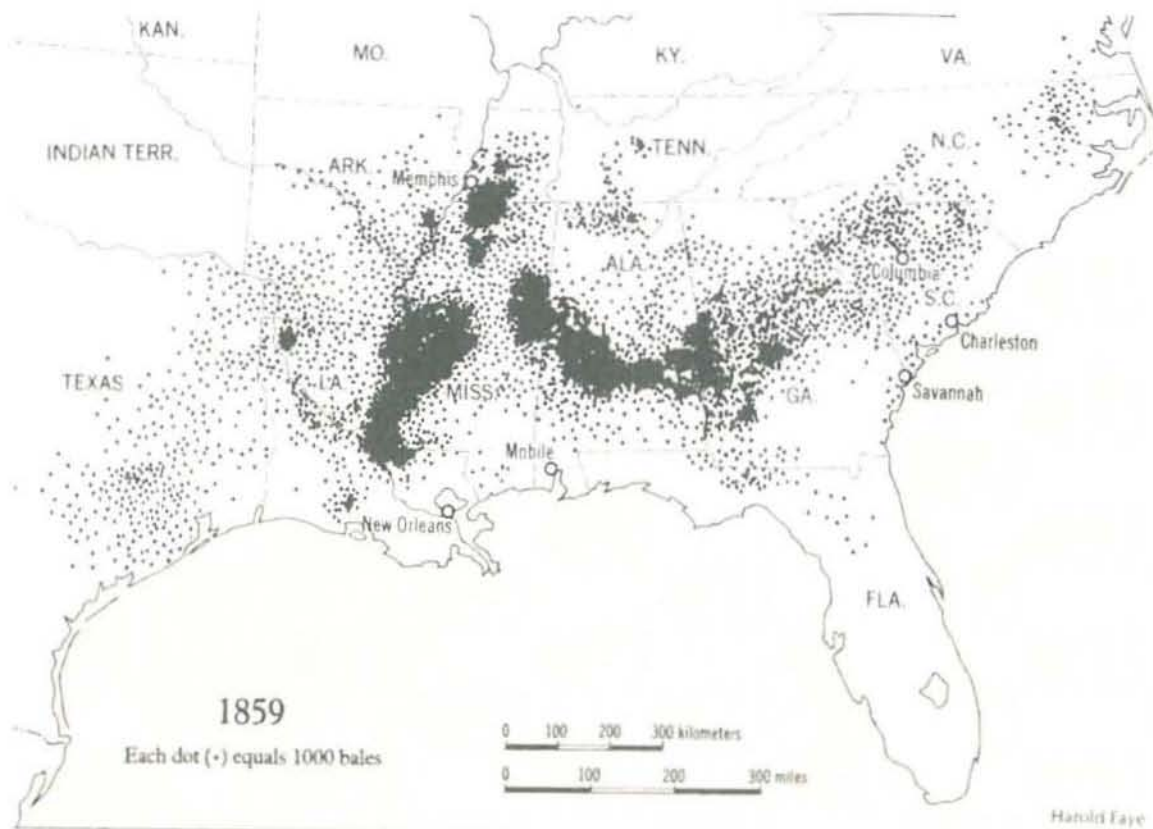 KAN.
MO.
KY.
VA.
INDIAN TERR.
ARK.
Memphis
TENN.
N.C.
ALA.
Columbia
S.C.
Charleston
TEXAS
LA.
MISS.
GA.
Savannah
Mobile
New Orleans
FLA.
1859
Each dot (•) equals 1000 bales
0 100 200 300 kilometers
0 100 200 300 miles
Harold Faye